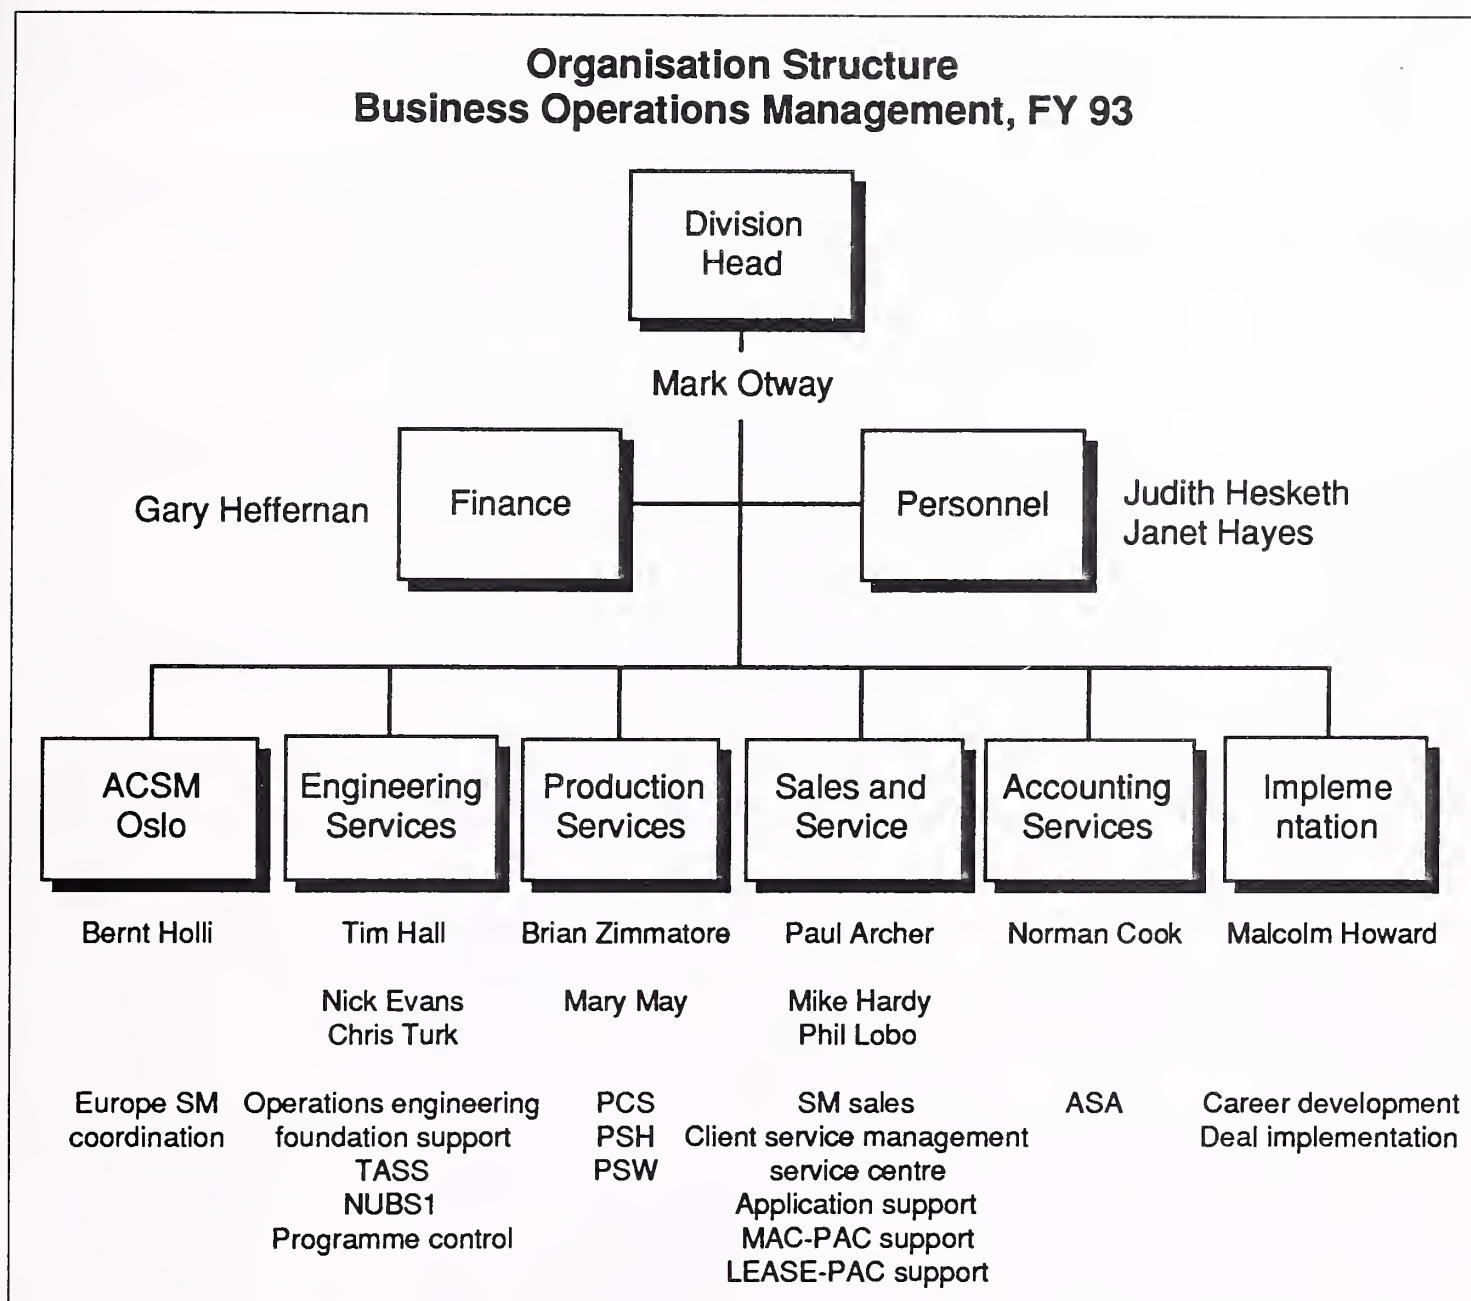 Organisation Structure
Business Operations Management, FY 93
Division
Head
Mark Otway
Gary Heffernan
Finance
Personnel
Judith Hesketh
Janet Hayes
ACSM
Oslo
Engineering
Services
Production
Services
Sales and
Service
Accounting
Services
Impleme
ntation
Bernt Holli
Tim Hall
Brian Zimmatore
Paul Archer
Norman Cook
Malcolm Howard
Nick Evans
Chris Turk
Mary May
Mike Hardy
Phil Lobo
Europe SM
coordination
Operations engineering
foundation support
TASS
NUBS1
Programme control
PCS
PSH
PSW
SM sales
Client service management
service centre
Application support
MAC-PAC support
LEASE-PAC support
ASA
Career development
Deal implementation